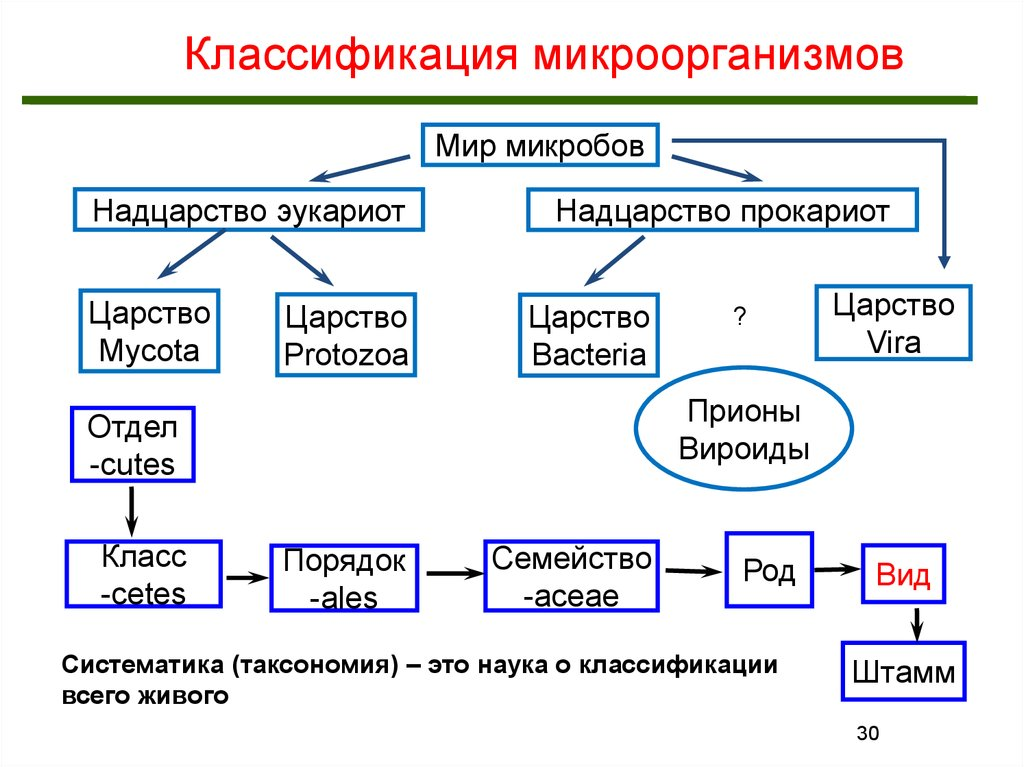 Классификация микроорганизмов
Мир микробов
Надцарство эукариот
Надцарство прокариот
Царство
Mycota
Царство
Protozoa
Царство
Bacteria
?
Царство
Vira
Прионы
Вироиды
Отдел
-cutes
Класс
-cetes
Порядок
-ales
Семейство
-aceae
Род
Вид
Штамм
Систематика (таксономия) – это наука о классификации
всего живого
30